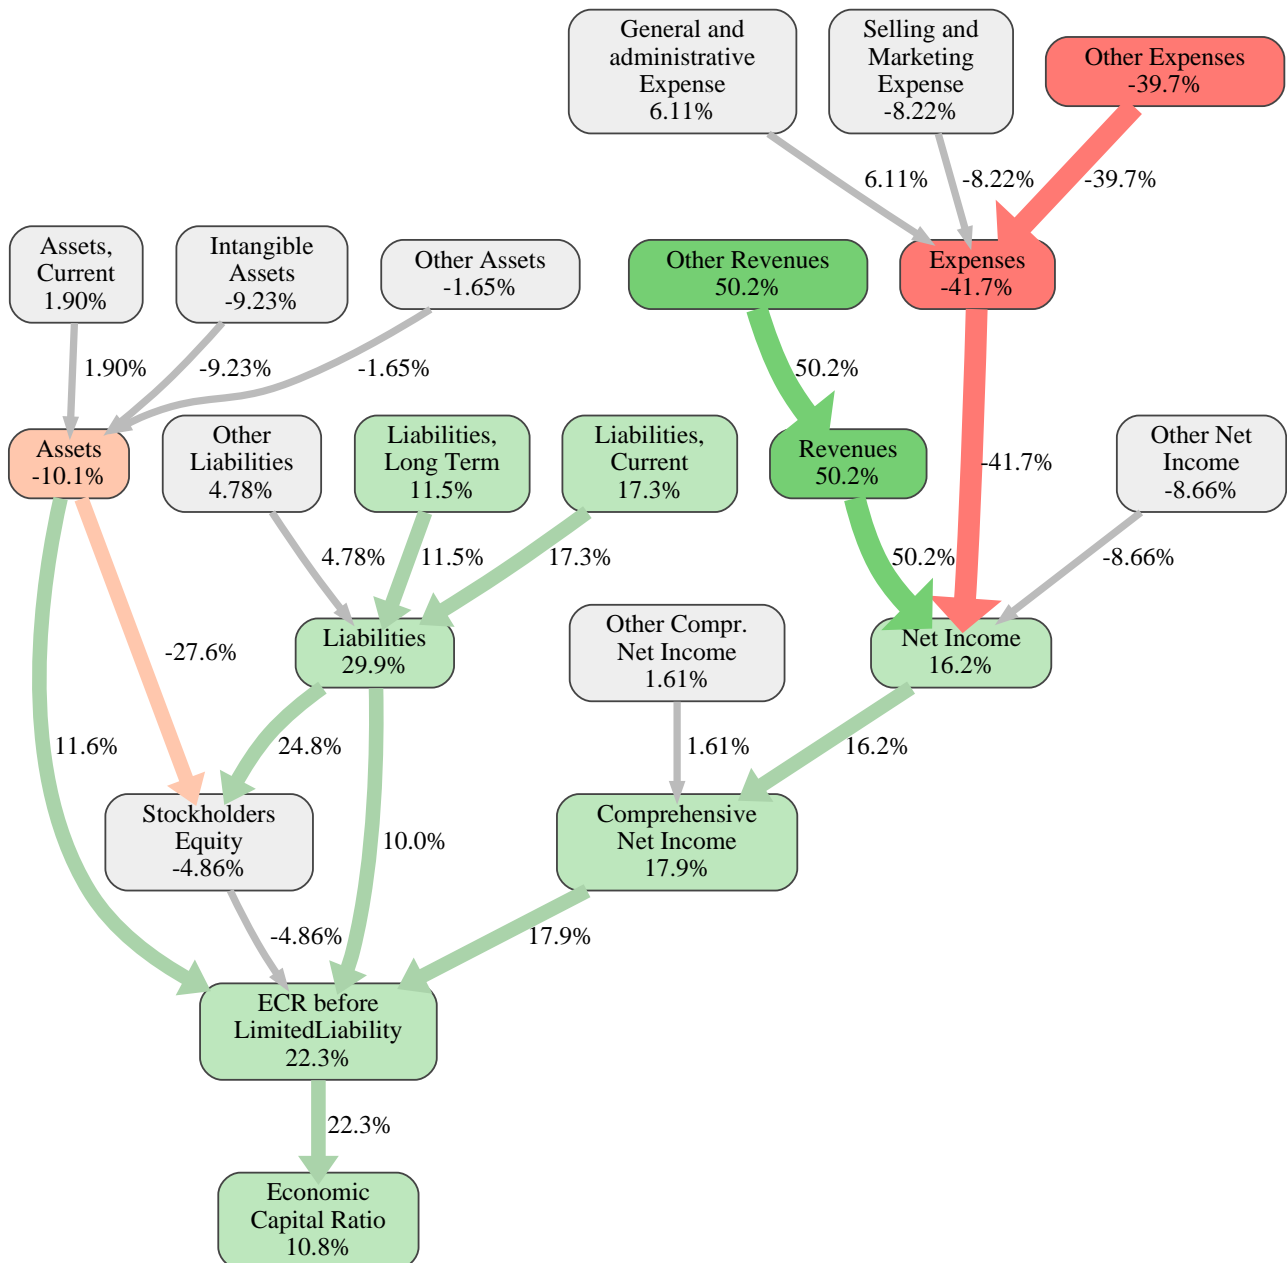 General and
administrative
Expense
6.11%
Selling and
Marketing
Expense
-8.22%
Other Expenses
-39.7%
6.11%
-8.22%
-39.7%
Assets,
Current
1.90%
Intangible
Assets
-9.23%
Other Assets
-1.65%
Other Revenues
50.2%
Expenses
-41.7%
1.90%
-9.23%
-1.65%
50.2%
Assets
-10.1%
Other
Liabilities
4.78%
Liabilities,
Long Term
11.5%
Liabilities,
Current
17.3%
Revenues
50.2%
-41.7%
Other Net
Income
-8.66%
4.78%
11.5%
17.3%
50.2%
-8.66%
-27.6%
Liabilities
29.9%
Other Compr.
Net Income
1.61%
Net Income
16.2%
11.6%
24.8%
1.61%
16.2%
Stockholders
Equity
-4.86%
10.0%
Comprehensive
Net Income
17.9%
-4.86%
17.9%
ECR before
LimitedLiability
22.3%
22.3%
Economic
Capital Ratio
10.8%